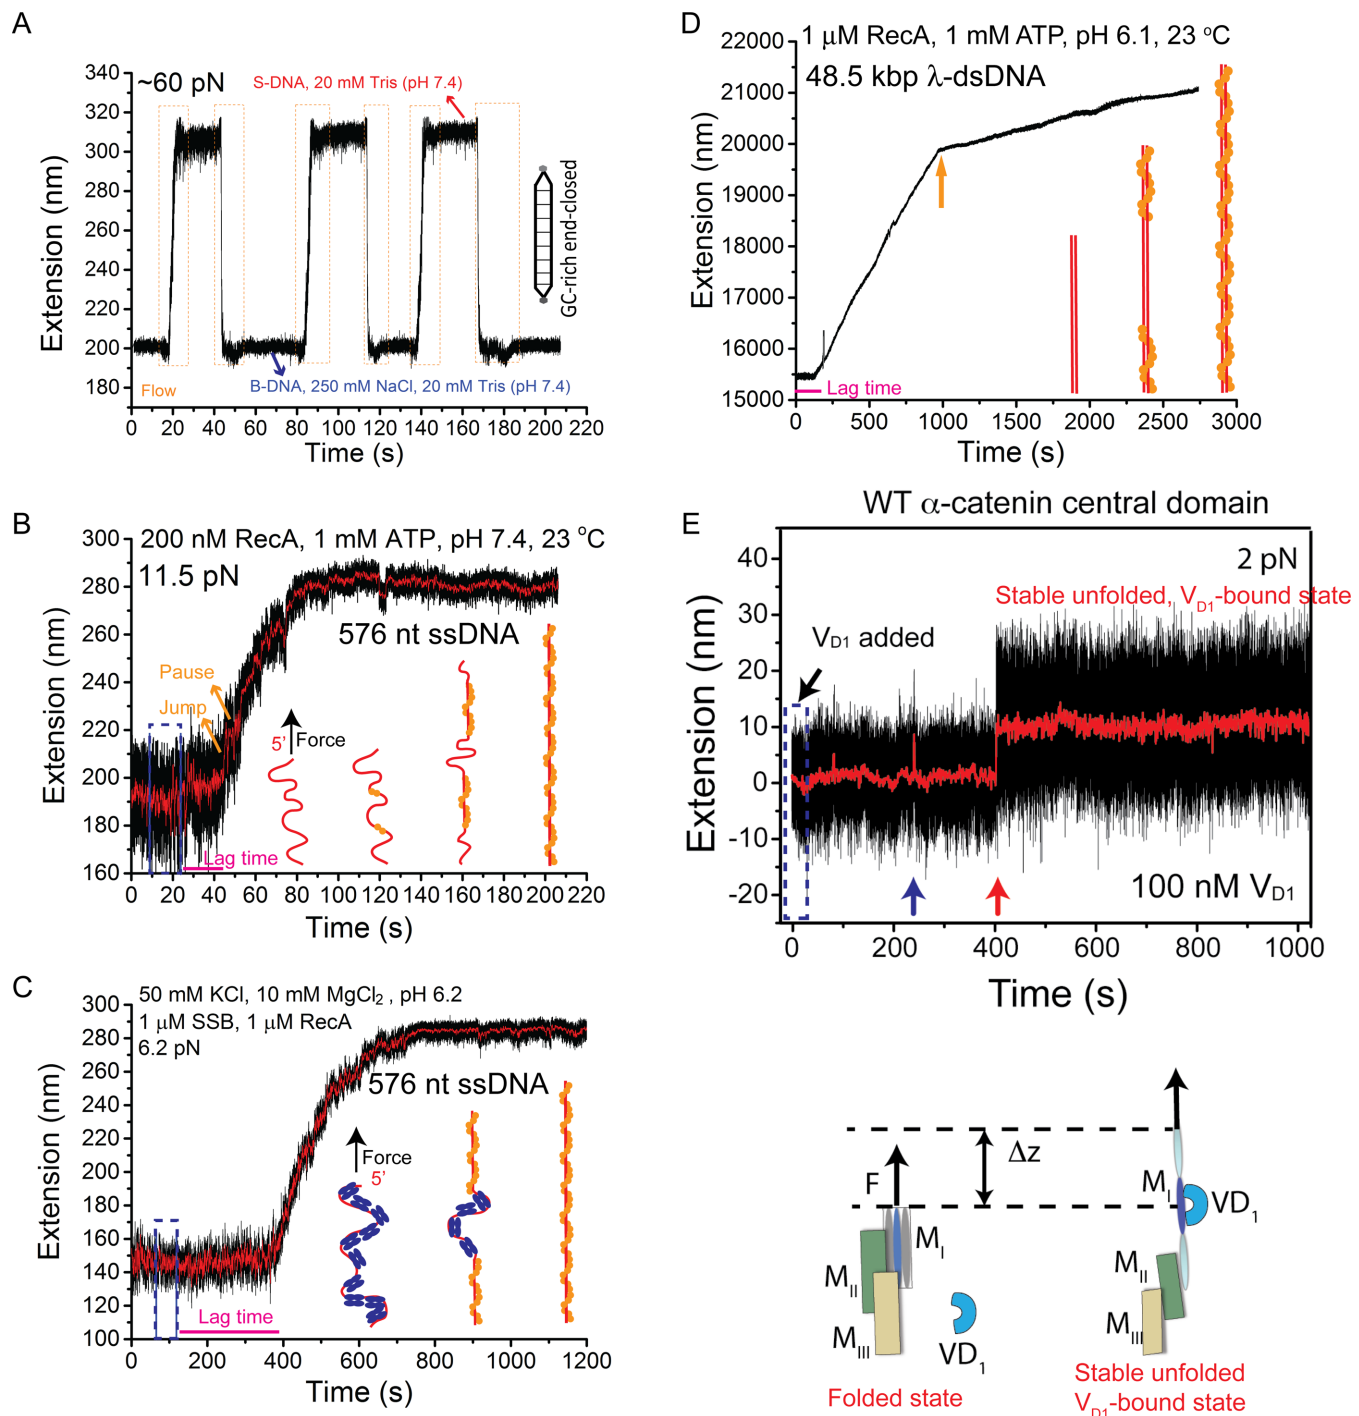 A
~60 pN
S-DNA, 20 mM Tris (pH 7.4)
GC-rich end-closed
Flow
B-DNA, 250 mM NaCl, 20 mM Tris (pH 7.4)
Extension (nm)
340
320
300
280
260
240
220
200
180
0 20 40 60 80 100 120 140 160 180 200 220
Time (s)
B
200 nM RecA, 1 mM ATP, pH 7.4, 23 °C
11.5 pN
576 nt ssDNA
Pause
Jump
5'
Force
Lag time
Extension (nm)
300
280
260
240
220
200
180
160
0 20 40 60 80 100 120 140 160 180 200 220
Time (s)
C
50 mM KCl, 10 mM MgCl₂ , pH 6.2
1 μM SSB, 1 μM RecA
6.2 pN
576 nt ssDNA
Force
5'
Lag time
Extension (nm)
300
280
260
240
220
200
180
160
140
120
100
0 200 400 600 800 1000 1200
Time (s)
D
1 μM RecA, 1 mM ATP, pH 6.1, 23 °C
48.5 kbp λ-dsDNA
Lag time
Extension (nm)
22000
21000
20000
19000
18000
17000
16000
15000
0 500 1000 1500 2000 2500 3000
Time (s)
E
WT α-catenin central domain
2 pN
Stable unfolded, V_D1-bound state
V_D1 added
100 nM V_D1
Extension (nm)
40
30
20
10
0
-10
-20
0 200 400 600 800 1000
Time (s)
Δz
F
M_I
M_II
M_III
VD₁
Folded state
M_I
VD₁
M_II
M_III
Stable unfolded
V_D1-bound state